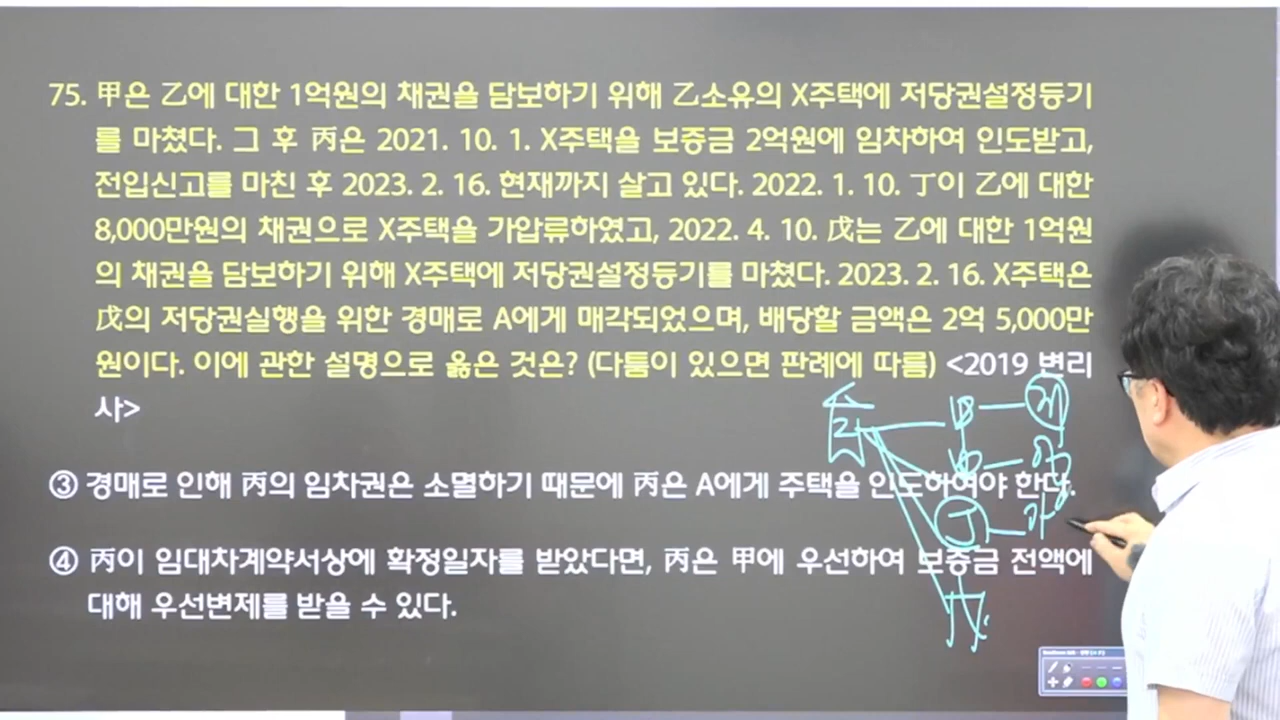 75. 甲은 乙에 대한 1억원의 채권을 담보하기 위해 乙소유의 X주택에 저당권설정등기
를 마쳤다. 그 후 丙은 2021. 10. 1. X주택을 보증금 2억원에 임차하여 인도받고,
전입신고를 마친 후 2023. 2. 16. 현재까지 살고 있다. 2022. 1. 10. 丁이 乙에 대한
8,000만원의 채권으로 X주택을 가압류하였고, 2022. 4. 10. 戊는 乙에 대한 1억원
의 채권을 담보하기 위해 X주택에 저당권설정등기를 마쳤다. 2023. 2. 16. X주택은
戊의 저당권실행을 위한 경매로 A에게 매각되었으며, 배당할 금액은 2억 5,000만
원이다. 이에 관한 설명으로 옳은 것은? (다툼이 있으면 판례에 따름) <2019 변리
사>
③ 경매로 인해 丙의 임차권은 소멸하기 때문에 丙은 A에게 주택을 인도하여야 한다.
④ 丙이 임대차계약서상에 확정일자를 받았다면, 丙은 甲에 우선하여 보증금 전액에
대해 우선변제를 받을 수 있다.